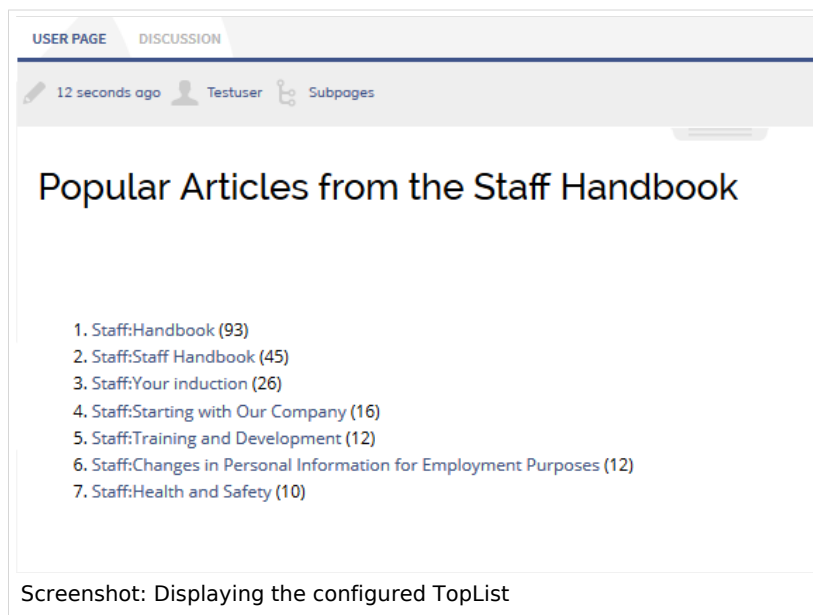 USER PAGE DISCUSSION
12 seconds ago Testuser Subpages
Popular Articles from the Staff Handbook
1. Staff:Handbook (93)
2. Staff:Staff Handbook (45)
3. Staff:Your induction (26)
4. Staff:Starting with Our Company (16)
5. Staff:Training and Development (12)
6. Staff:Changes in Personal Information for Employment Purposes (12)
7. Staff:Health and Safety (10)
Screenshot: Displaying the configured TopList